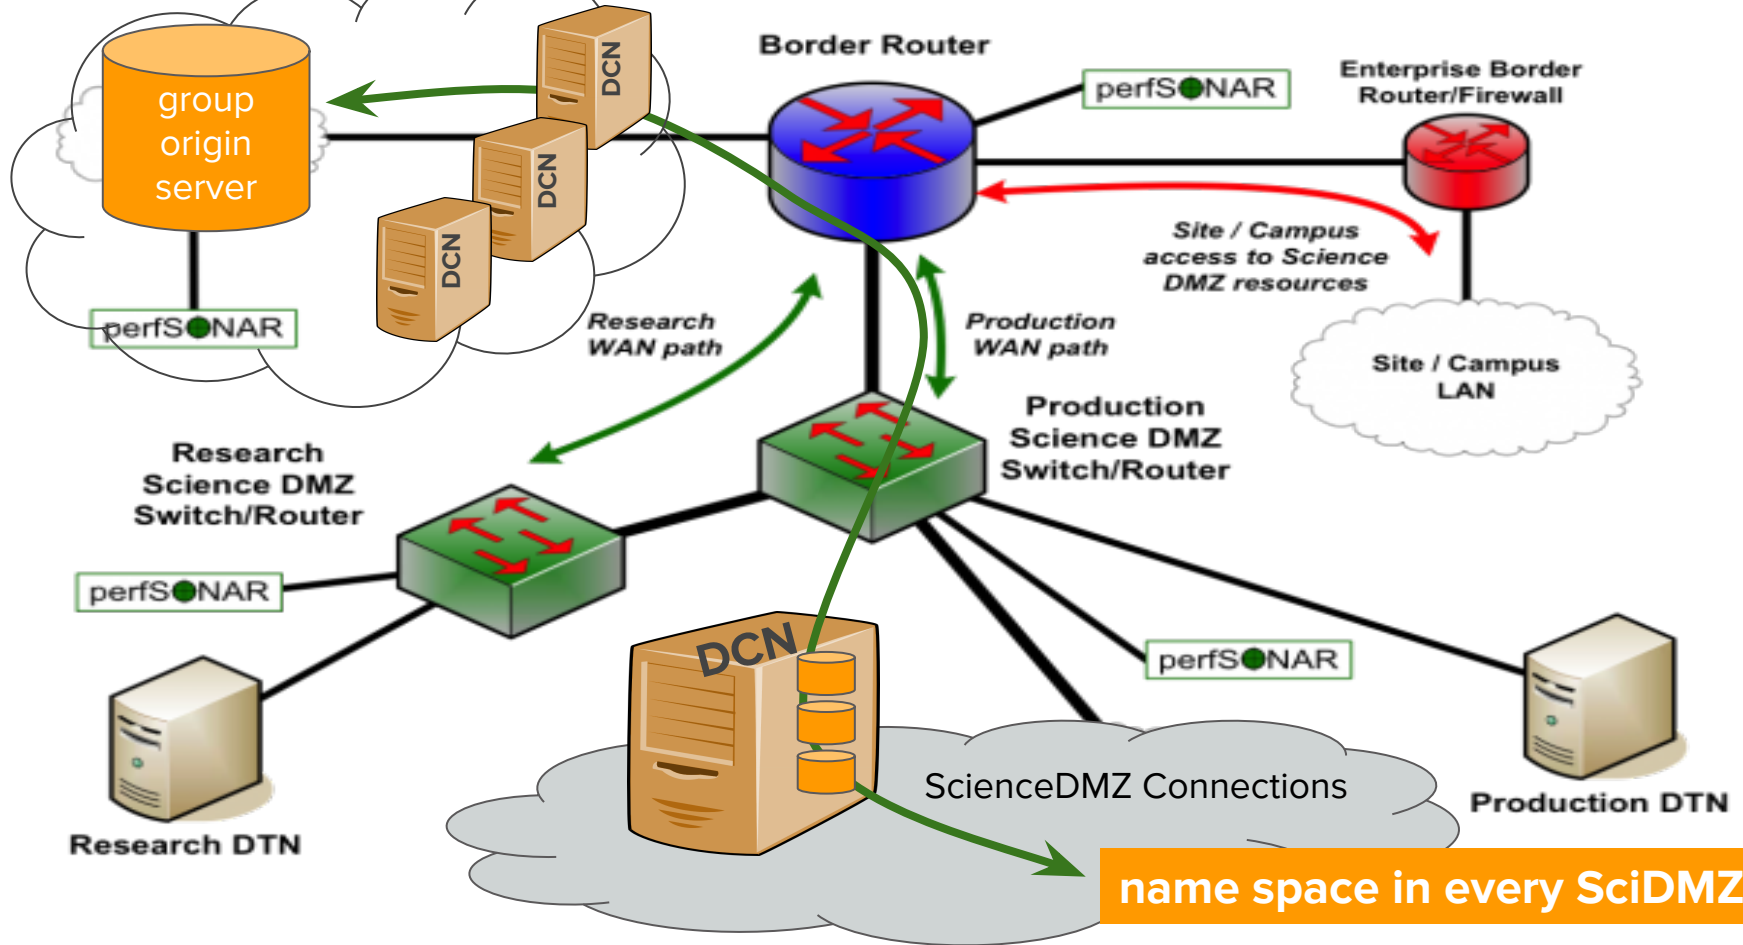 group
origin
server
DCN
DCN
DCN
perfSONAR
Border Router
perfSONAR
Enterprise Border
Router/Firewall
Site / Campus
access to Science
DMZ resources
Site / Campus
LAN
Research
WAN path
Production
WAN path
Production
Science DMZ
Switch/Router
Research
Science DMZ
Switch/Router
perfSONAR
Research DTN
DCN
perfSONAR
ScienceDMZ Connections
Production DTN
name space in every SciDMZ